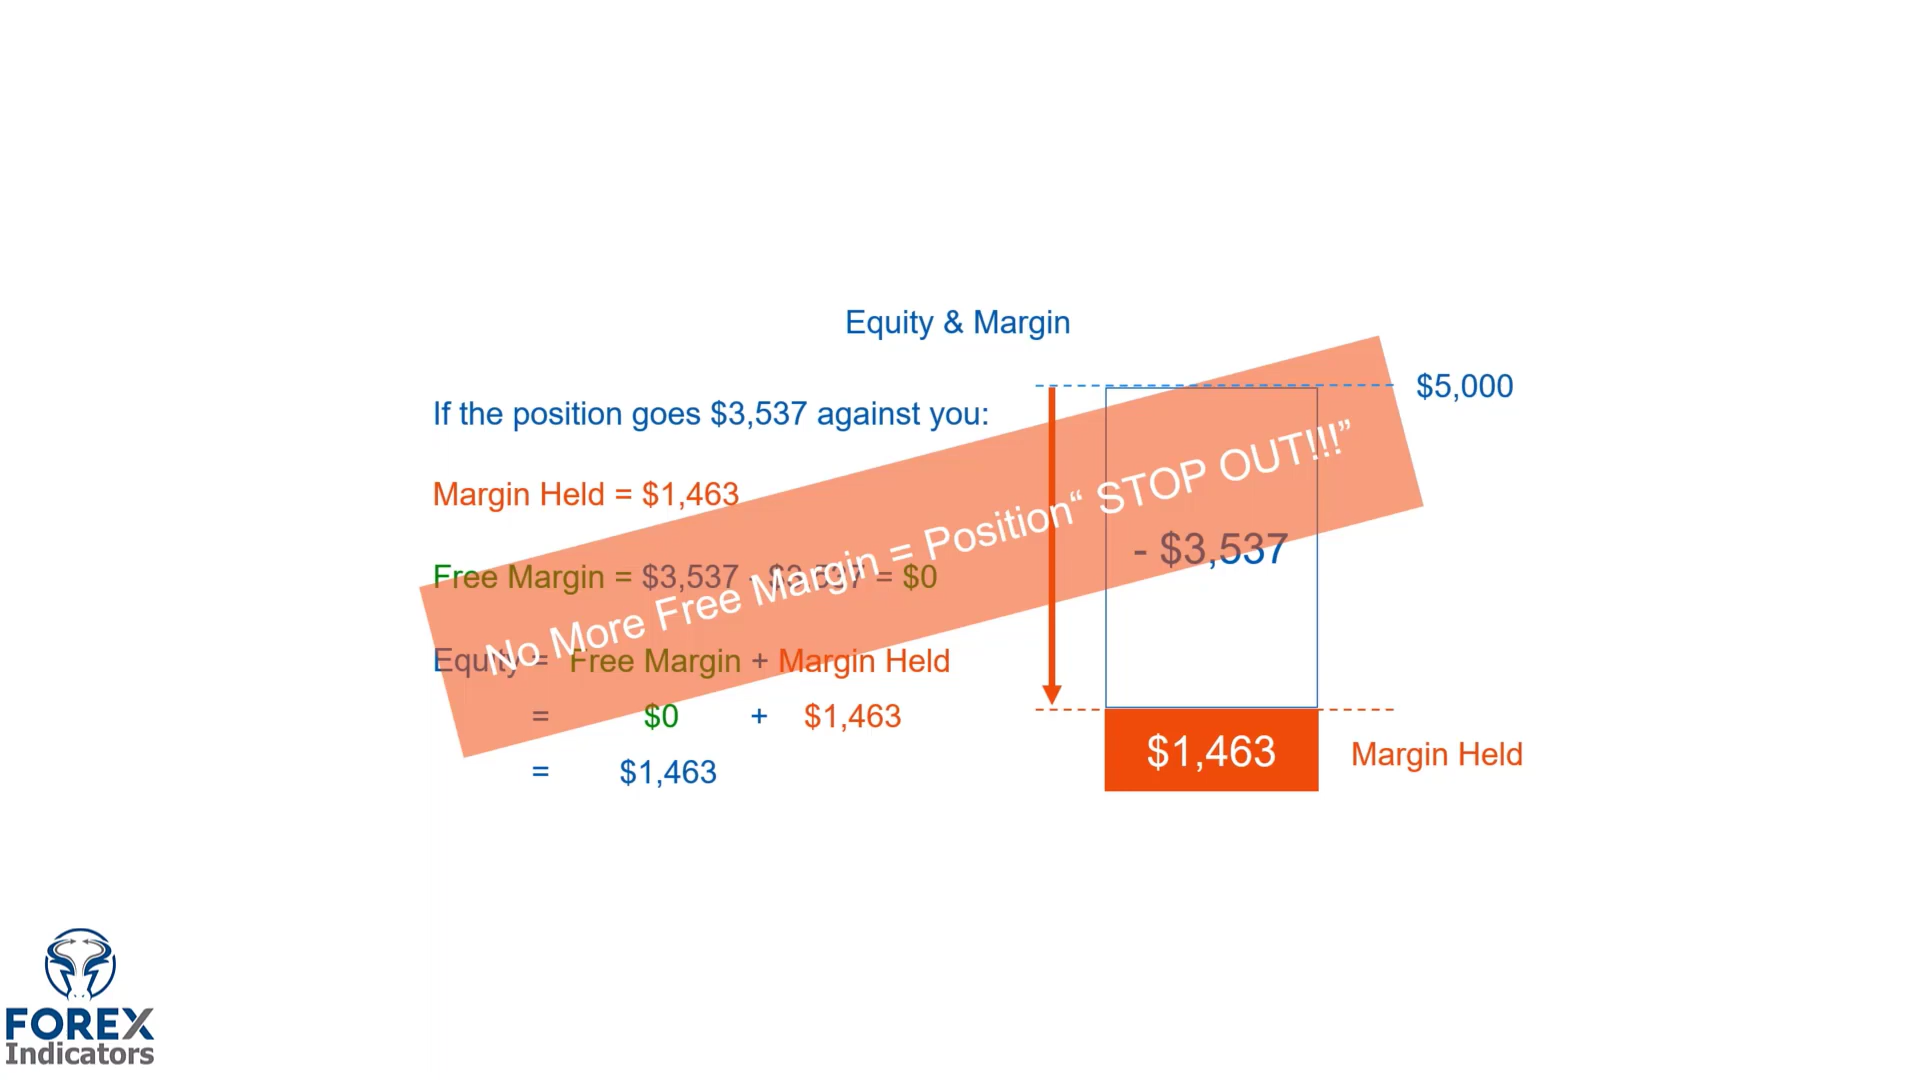 Equity & Margin
If the position goes $3,537 against you:
Margin Held = $1,463
Free Margin = $3,537 - $3,537 = $0
Equity = Free Margin + Margin Held
= $0 + $1,463
= $1,463
No More Free Margin = Position“ STOP OUT!!!”
$5,000
- $3,537
$1,463
Margin Held
FOREX
Indicators